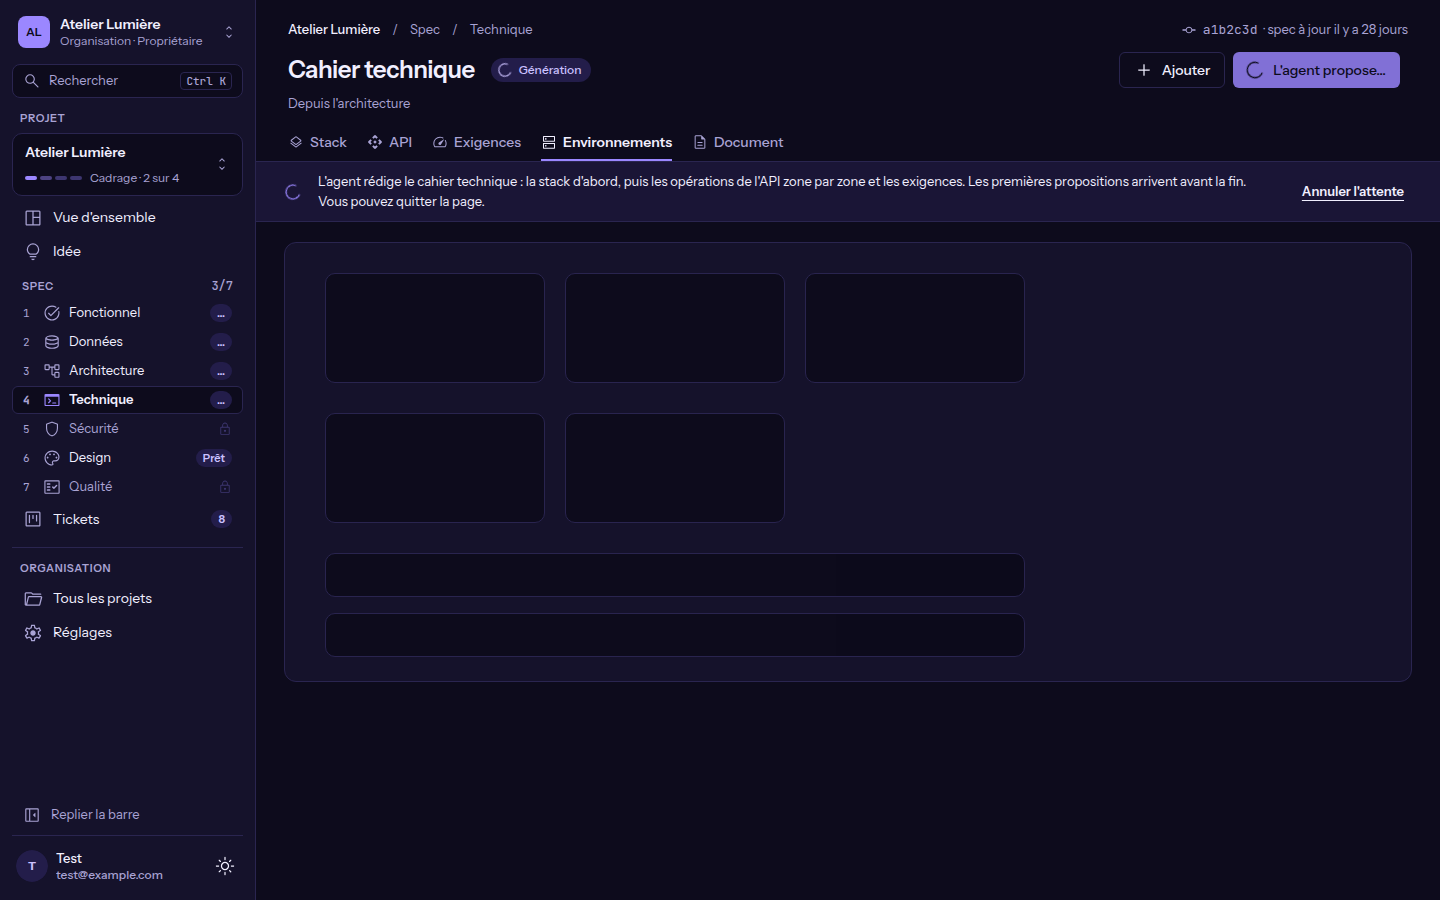 AL
Atelier Lumière
Organisation · Propriétaire
Rechercher
Ctrl K
PROJET
Atelier Lumière
Cadrage · 2 sur 4
Vue d'ensemble
Idée
SPEC 3/7
1 Fonctionnel ...
2 Données ...
3 Architecture ...
4 Technique ...
5 Sécurité
6 Design Prêt
7 Qualité
Tickets 8
ORGANISATION
Tous les projets
Réglages
Replier la barre
T
Test
test@example.com
Atelier Lumière / Spec / Technique
a1b2c3d · spec à jour il y a 28 jours
Cahier technique
Génération
Ajouter
L'agent propose...
Depuis l'architecture
Stack
API
Exigences
Environnements
Document
L'agent rédige le cahier technique : la stack d'abord, puis les opérations de l'API zone par zone et les exigences. Les premières propositions arrivent avant la fin.
Vous pouvez quitter la page.
Annuler l'attente